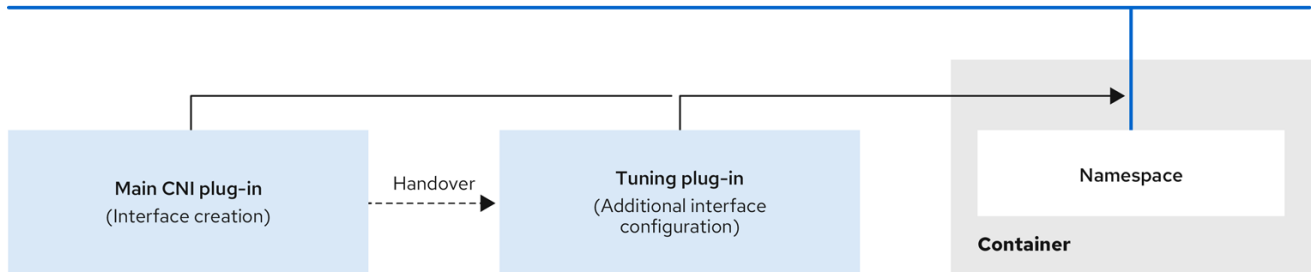 Main CNI plug-in
(Interface creation)
Handover
Tuning plug-in
(Additional interface
configuration)
Namespace
Container